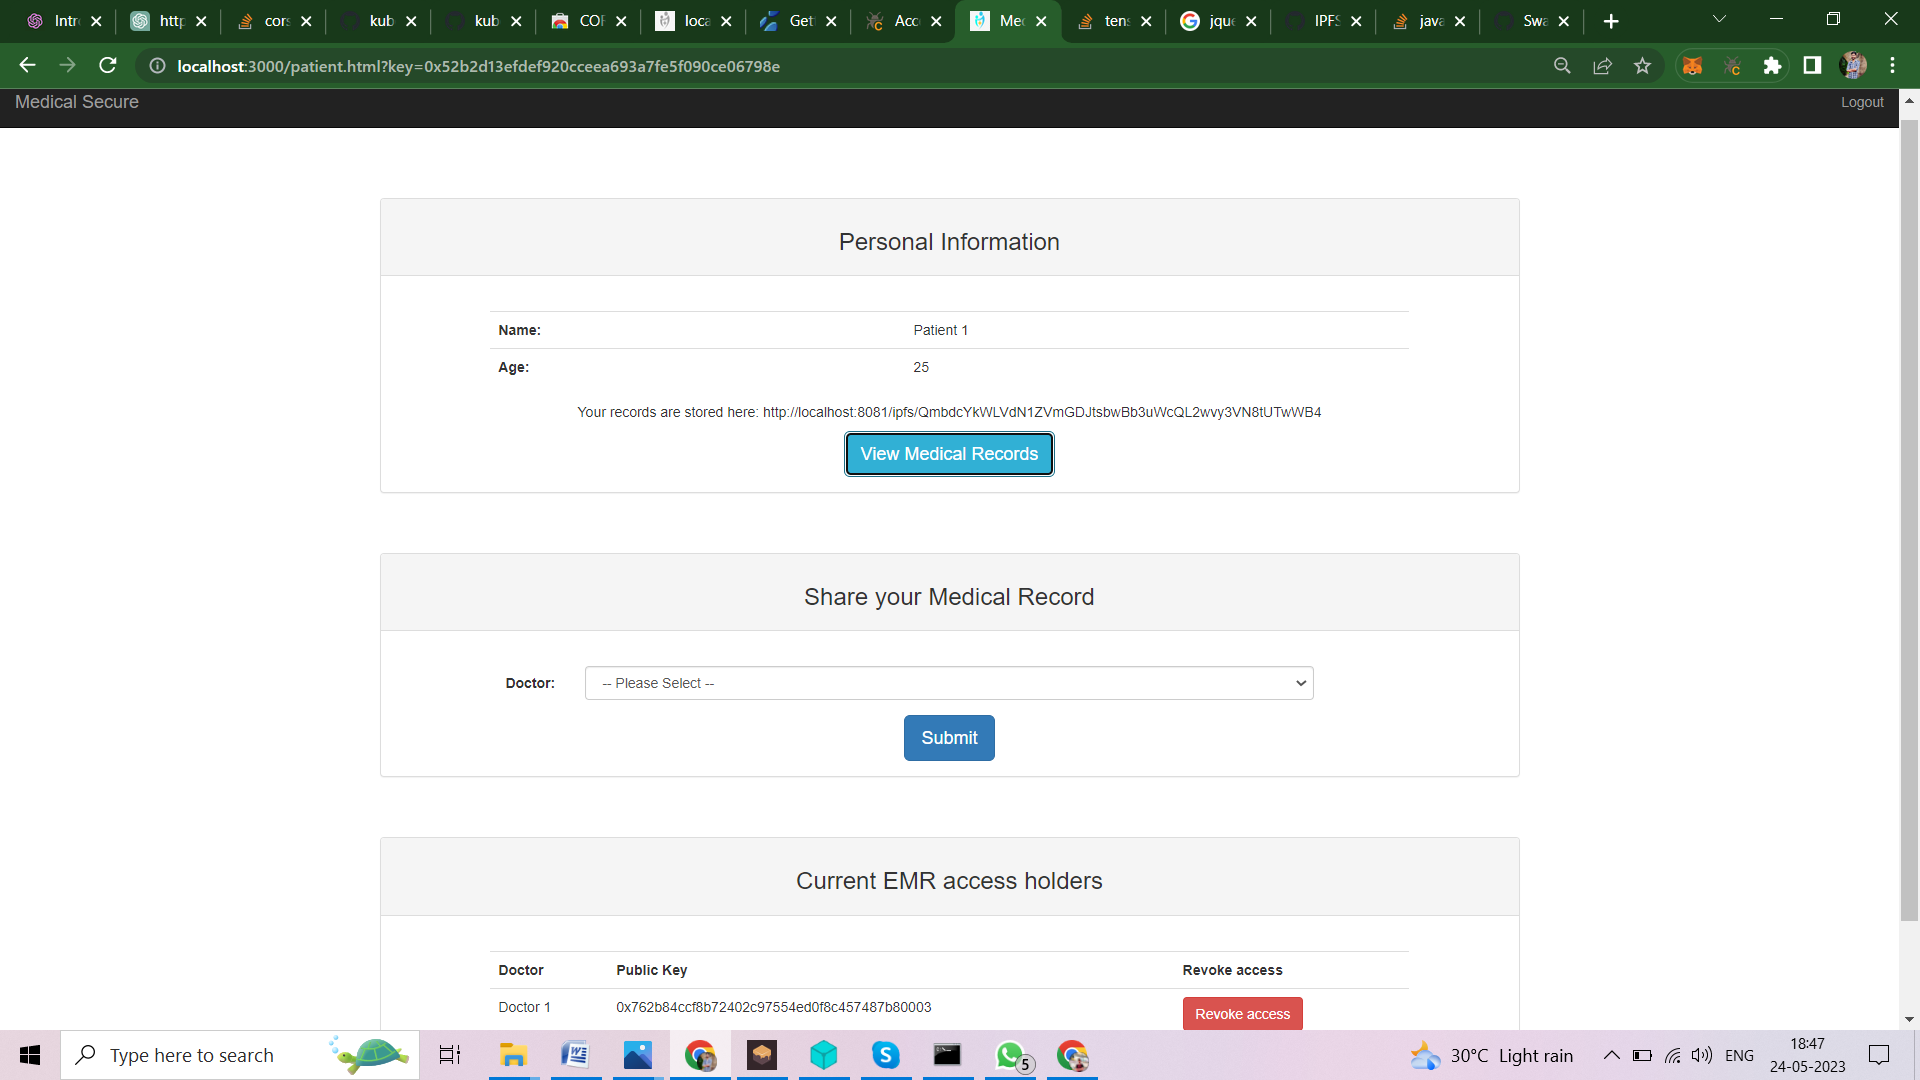 Intr
http
cors
kub
kub
COR
loca
Gett
Acc
Med
tens
jque
IPFS
java
Swa
localhost:3000/patient.html?key=0x52b2d13efdef920cceea693a7fe5f090ce06798e
Medical Secure
Logout
Personal Information
Name: Patient 1
Age: 25
Your records are stored here: http://localhost:8081/ipfs/QmbdcYkWLVdN1ZVmGDJtsbwBb3uWcQL2wvy3VN8tUTwWB4
View Medical Records
Share your Medical Record
Doctor: -- Please Select --
Submit
Current EMR access holders
Doctor Public Key Revoke access
Doctor 1 0x762b84ccf8b72402c97554ed0f8c457487b80003 Revoke access
Type here to search
5
30°C Light rain
ENG
18:47
24-05-2023